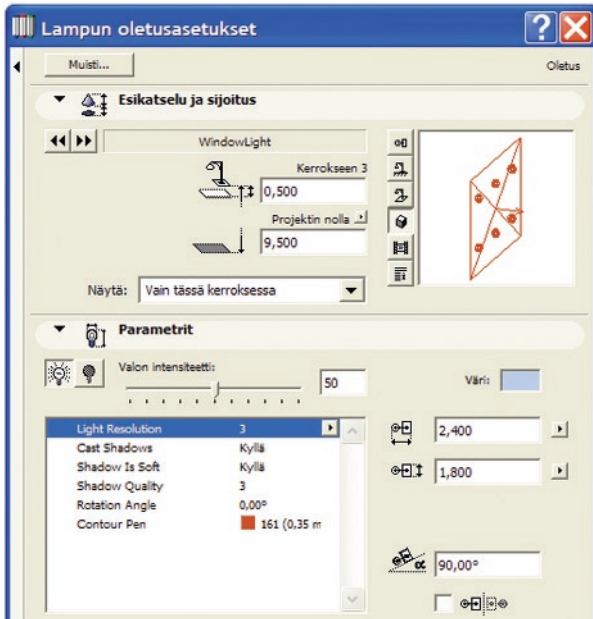 Lampun oletusasetukset
Muisti...
Oletus
Esikatselu ja sijoitus
WindowLight
Kerrokseen 3
0,500
Projektin nolla
9,500
Näytä: Vain tässä kerroksessa
Parametrit
Valon intensiteetti:
50
Väri:
Light Resolution 3
Cast Shadows Kyllä
Shadow Is Soft Kyllä
Shadow Quality 3
Rotation Angle 0,00°
Contour Pen 161 (0,35 m
2,400
1,800
α 90,00°